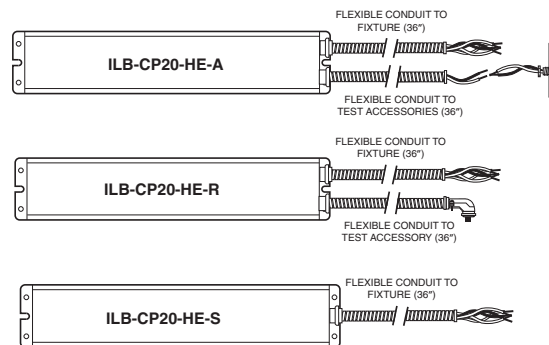 FLEXIBLE CONDUIT TO
FIXTURE (36")
ILB-CP20-HE-A
FLEXIBLE CONDUIT TO
TEST ACCESSORIES (36")
FLEXIBLE CONDUIT TO
FIXTURE (36")
ILB-CP20-HE-R
FLEXIBLE CONDUIT TO
TEST ACCESSORY (36")
FLEXIBLE CONDUIT TO
FIXTURE (36")
ILB-CP20-HE-S